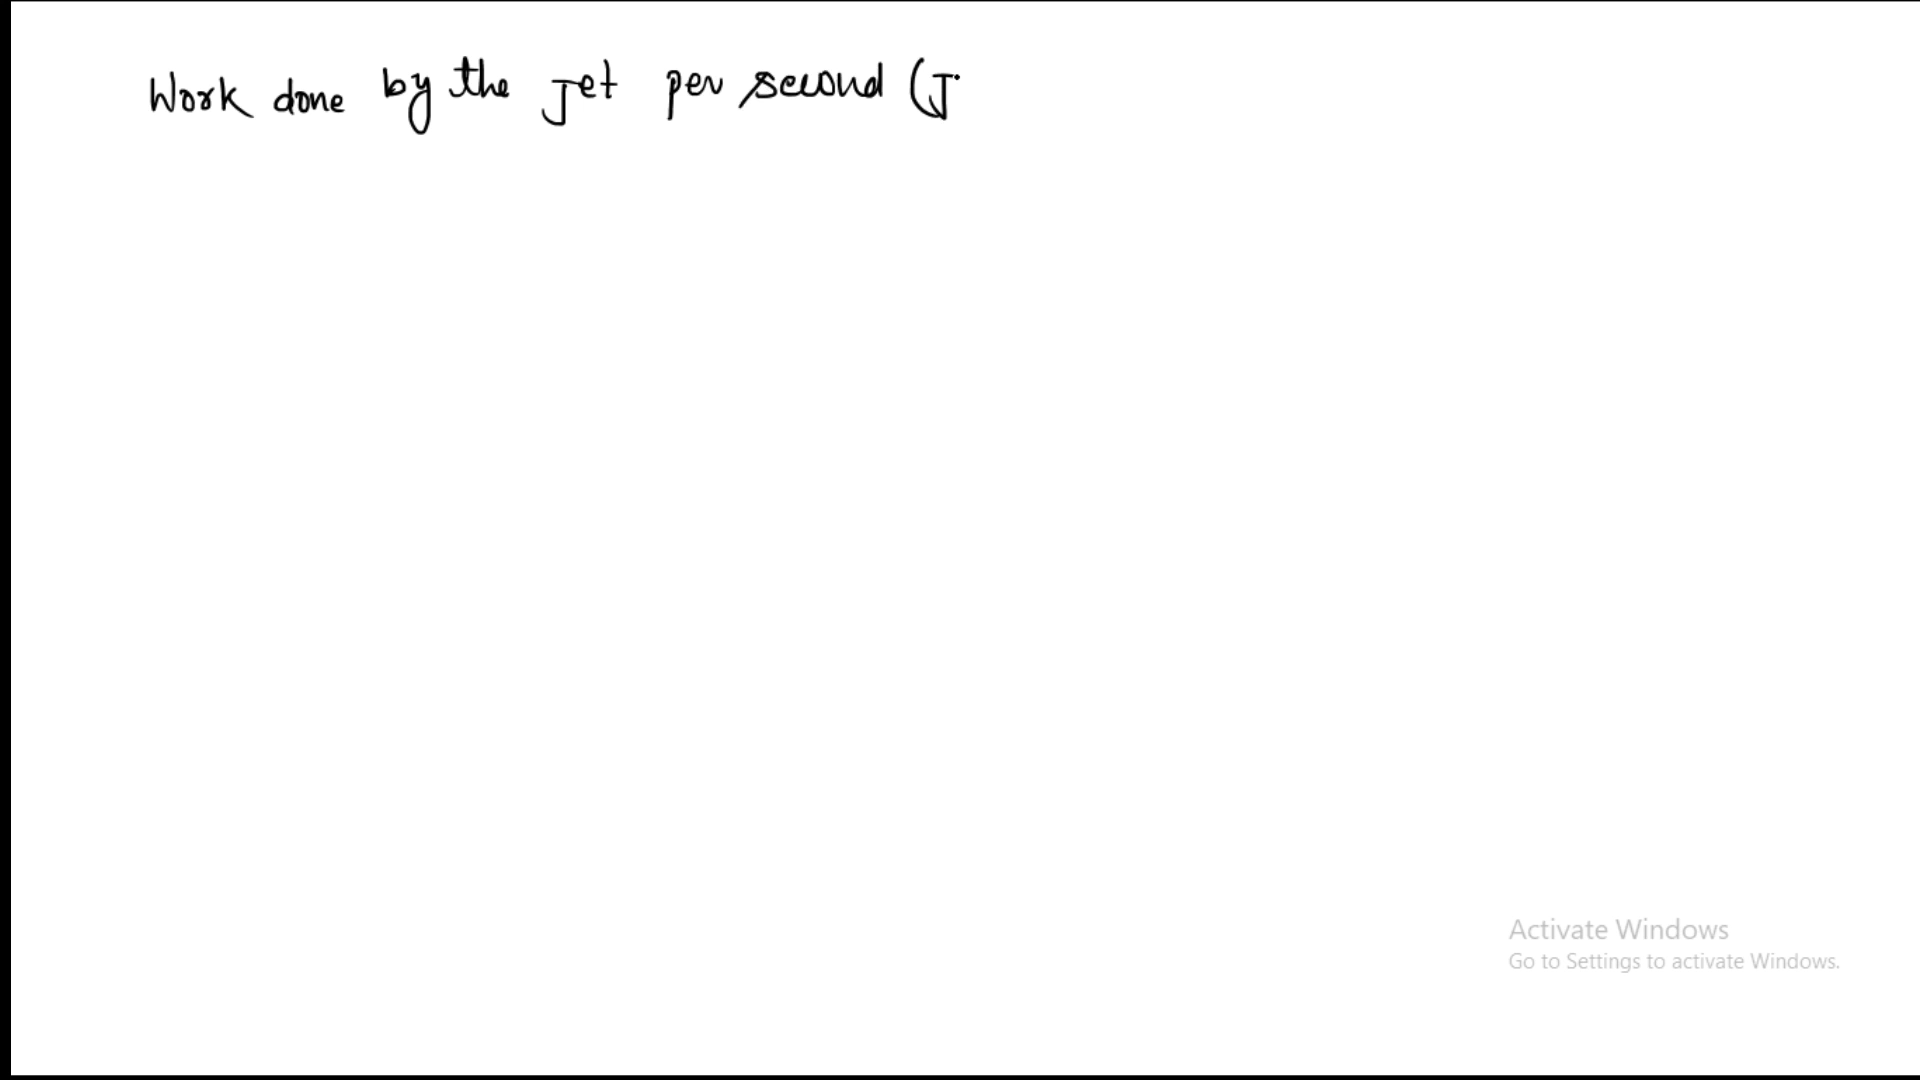 Work done by the Jet per second (J
Activate Windows
Go to Settings to activate Windows.